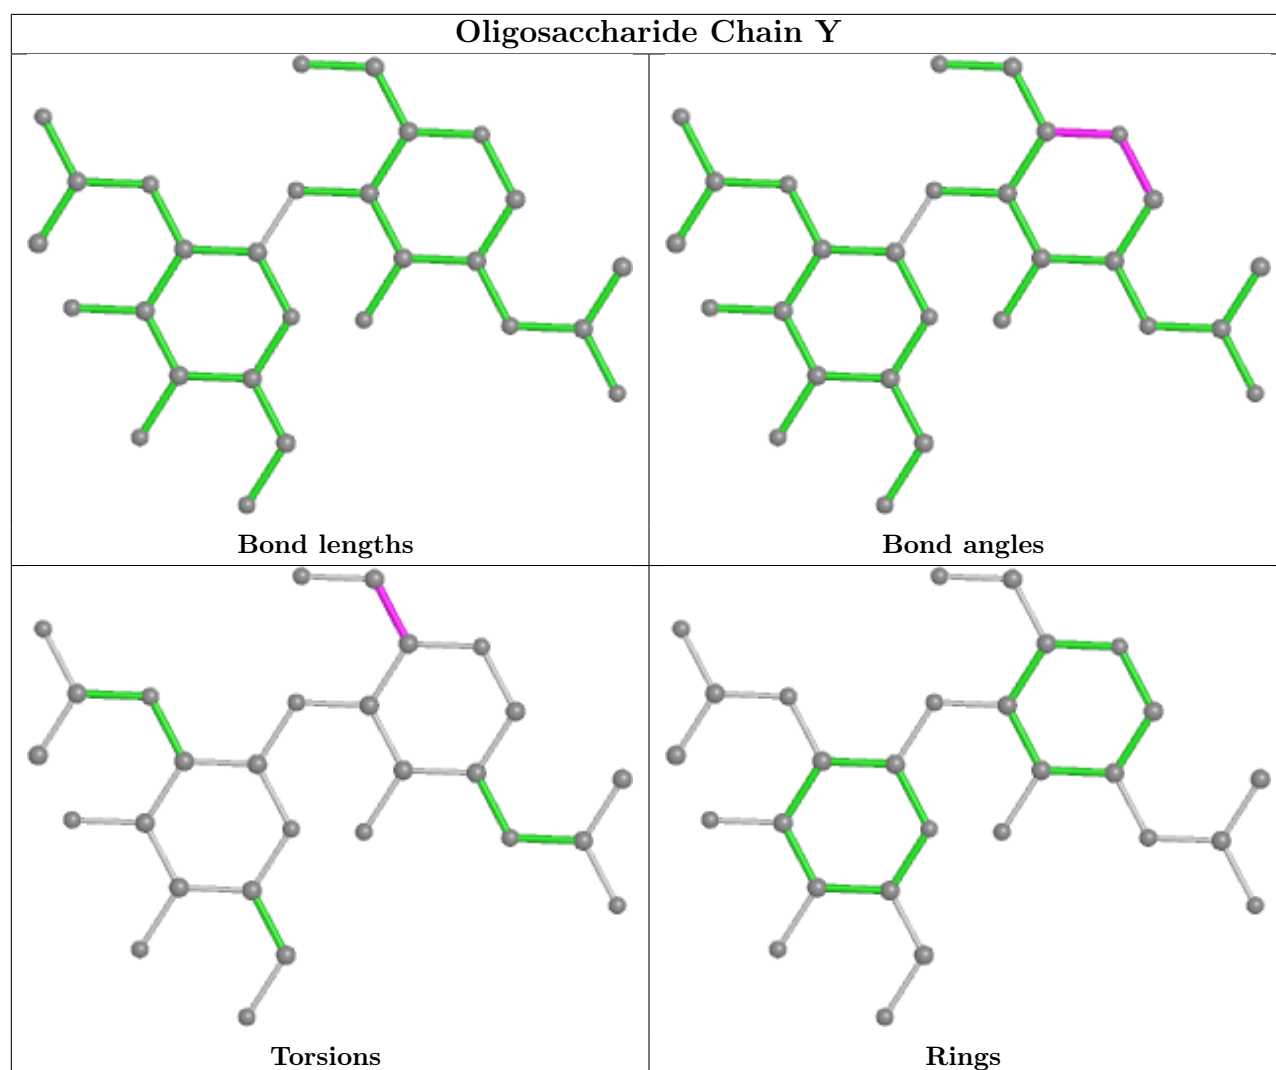 Oligosaccharide Chain Y
Bond lengths
Bond angles
Torsions
Rings